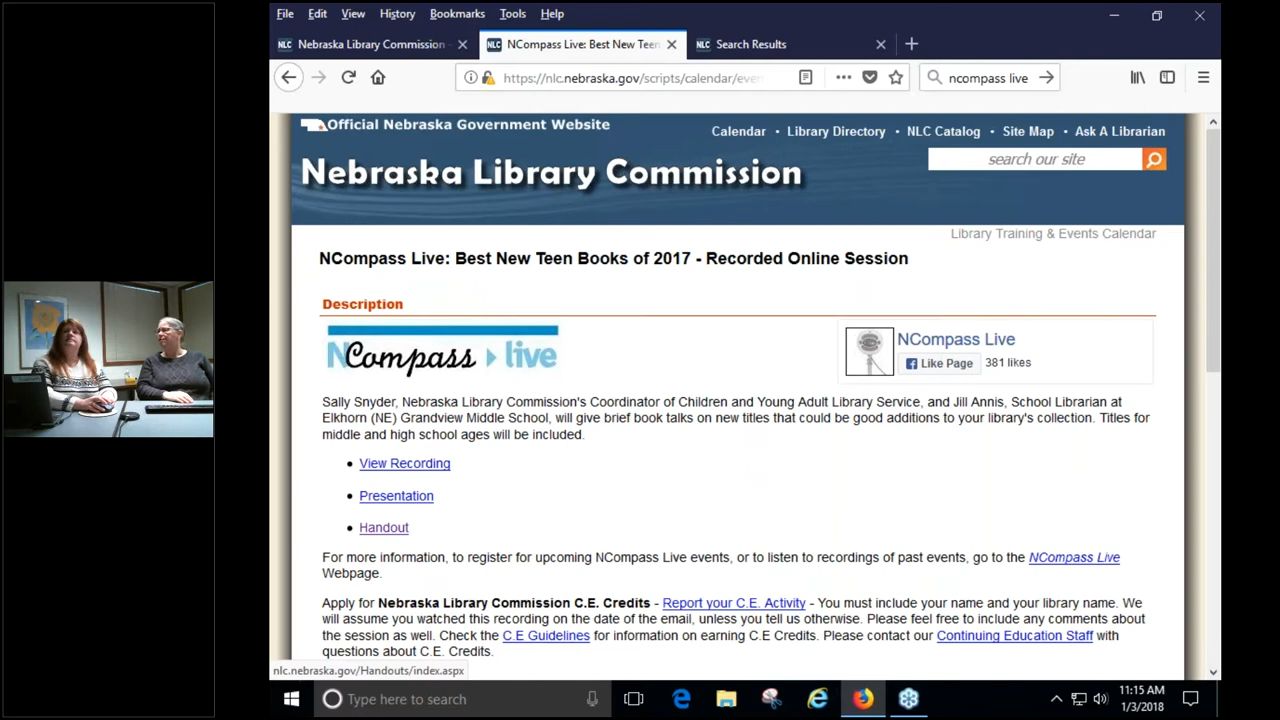 File Edit View History Bookmarks Tools Help
NLC Nebraska Library Commission
NLC NCompass Live: Best New Teen
NLC Search Results
https://nlc.nebraska.gov/scripts/calendar/eve
ncompass live
Official Nebraska Government Website
Calendar • Library Directory • NLC Catalog • Site Map • Ask A Librarian
Nebraska Library Commission
search our site
Library Training & Events Calendar
NCompass Live: Best New Teen Books of 2017 - Recorded Online Session
Description
NCompass live
NCompass Live
Like Page 381 likes
Sally Snyder, Nebraska Library Commission's Coordinator of Children and Young Adult Library Service, and Jill Annis, School Librarian at
Elkhorn (NE) Grandview Middle School, will give brief book talks on new titles that could be good additions to your library's collection. Titles for
middle and high school ages will be included.
• View Recording
• Presentation
• Handout
For more information, to register for upcoming NCompass Live events, or to listen to recordings of past events, go to the NCompass Live
Webpage.
Apply for Nebraska Library Commission C.E. Credits - Report your C.E. Activity - You must include your name and your library name. We
will assume you watched this recording on the date of the email, unless you tell us otherwise. Please feel free to include any comments about
the session as well. Check the C.E Guidelines for information on earning C.E Credits. Please contact our Continuing Education Staff with
questions about C.E. Credits.
nlc.nebraska.gov/Handouts/index.aspx
Type here to search
11:15 AM
1/3/2018